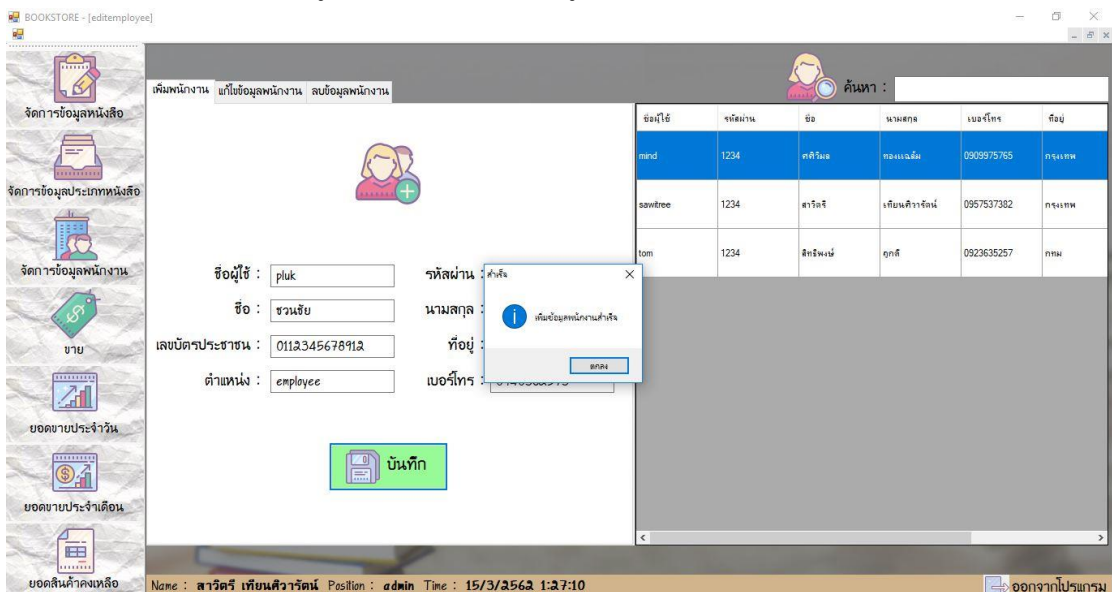 BOOKSTORE - [editemployee]
จัดการข้อมูลหนังสือ
จัดการข้อมูลประเภทหนังสือ
จัดการข้อมูลพนักงาน
ขาย
ยอดขายประจำวัน
ยอดขายประจำเดือน
ยอดสินค้าคงเหลือ
เพิ่มพนักงาน แก้ไขข้อมูลพนักงาน ลบข้อมูลพนักงาน
ค้นหา :
ชื่อผู้ใช้ : pluk
รหัสผ่าน :
ชื่อ : ชวนชัย
นามสกุล :
เลขบัตรประชาชน : 0112345678912
ที่อยู่ :
ตำแหน่ง : employee
เบอร์โทร :
บันทึก
สำเร็จ
เพิ่มข้อมูลพนักงานสำเร็จ
ตกลง
ชื่อผู้ใช้ รหัสผ่าน ชื่อ นามสกุล เบอร์โทร ที่อยู่
mind 1234 ศศิวิมล ทองแฉล้ม 0909975765 กรุงเทพ
sawitree 1234 สาวิตรี เทียนศิวารัตน์ 0957537382 กรุงเทพ
tom 1234 สิทธิพงษ์ 0923635257 กทม
Name : สาวิตรี เทียนศิวารัตน์ Position : admin Time : 15/3/2562 1:27:10
ออกจากโปรแกรม